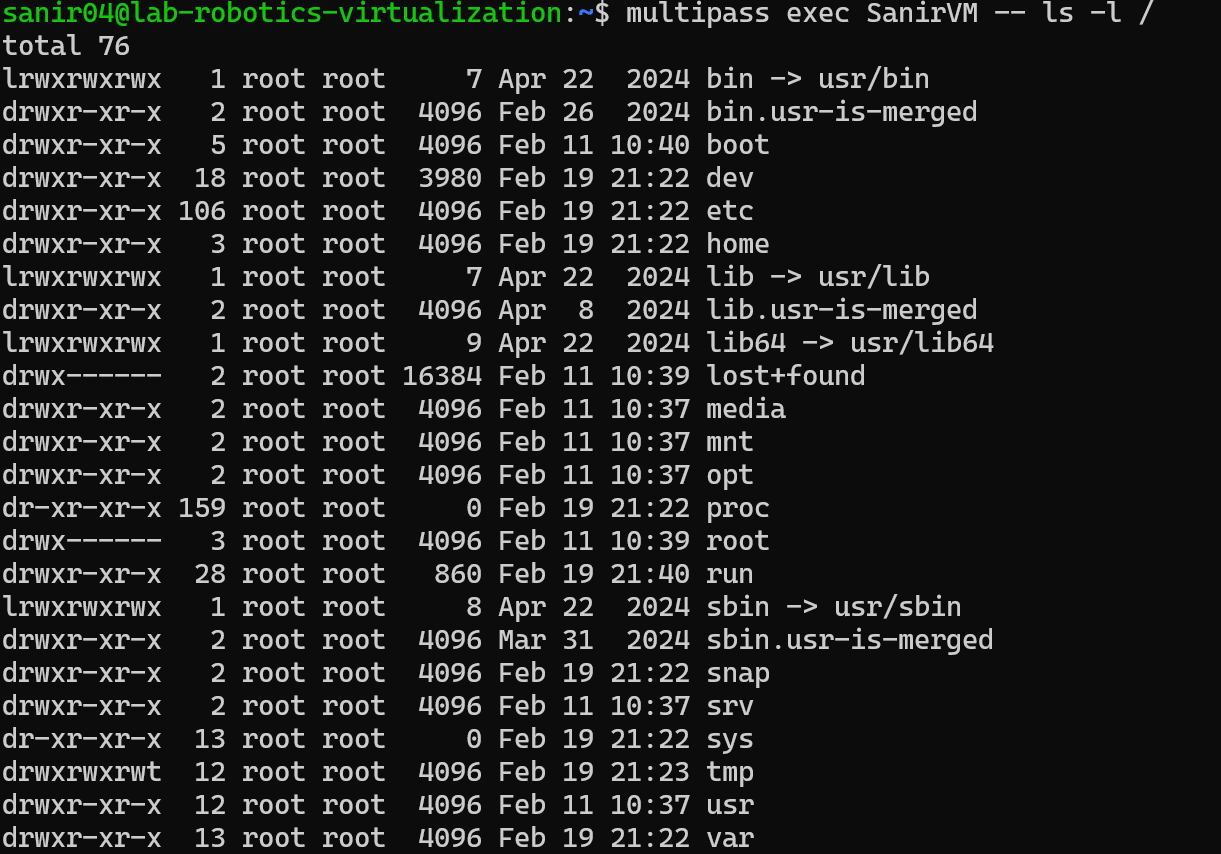 sanir04@lab-robotics-virtualization:~$ multipass exec SanirVM -- ls -l /
total 76
lrwxrwxrwx   1 root root     7 Apr 22  2024 bin -> usr/bin
drwxr-xr-x   2 root root  4096 Feb 26  2024 bin.usr-is-merged
drwxr-xr-x   5 root root  4096 Feb 11 10:40 boot
drwxr-xr-x  18 root root  3980 Feb 19 21:22 dev
drwxr-xr-x 106 root root  4096 Feb 19 21:22 etc
drwxr-xr-x   3 root root  4096 Feb 19 21:22 home
lrwxrwxrwx   1 root root     7 Apr 22  2024 lib -> usr/lib
drwxr-xr-x   2 root root  4096 Apr  8  2024 lib.usr-is-merged
lrwxrwxrwx   1 root root     9 Apr 22  2024 lib64 -> usr/lib64
drwx------   2 root root 16384 Feb 11 10:39 lost+found
drwxr-xr-x   2 root root  4096 Feb 11 10:37 media
drwxr-xr-x   2 root root  4096 Feb 11 10:37 mnt
drwxr-xr-x   2 root root  4096 Feb 11 10:37 opt
dr-xr-xr-x 159 root root     0 Feb 19 21:22 proc
drwx------   3 root root  4096 Feb 11 10:39 root
drwxr-xr-x  28 root root   860 Feb 19 21:40 run
lrwxrwxrwx   1 root root     8 Apr 22  2024 sbin -> usr/sbin
drwxr-xr-x   2 root root  4096 Mar 31  2024 sbin.usr-is-merged
drwxr-xr-x   2 root root  4096 Feb 19 21:22 snap
drwxr-xr-x   2 root root  4096 Feb 11 10:37 srv
dr-xr-xr-x  13 root root     0 Feb 19 21:22 sys
drwxrwxrwt  12 root root  4096 Feb 19 21:23 tmp
drwxr-xr-x  12 root root  4096 Feb 11 10:37 usr
drwxr-xr-x  13 root root  4096 Feb 19 21:22 var